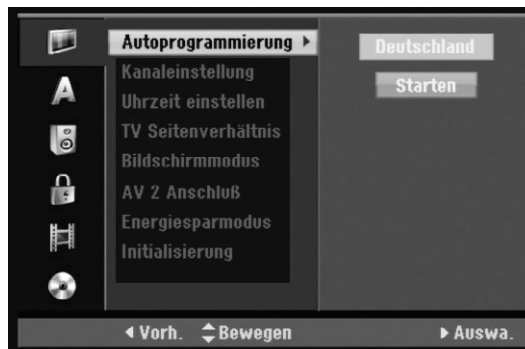 Autoprogrammierung
Kanaleinstellung
Uhrzeit einstellen
TV Seitenverhältnis
Bildschirmmodus
AV 2 Anschluß
Energiesparmodus
Initialisierung
Deutschland
Starten
Vorh. Bewegen Auswa.